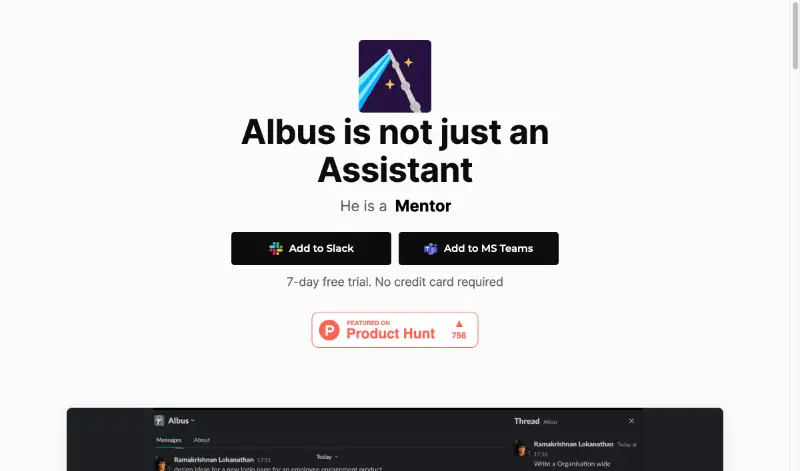 Albus is not just an
Assistant
He is a Mentor
Add to Slack
Add to MS Teams
7-day free trial. No credit card required
FEATURED ON
Product Hunt
756
Albus
Messages About
Ramakrishnan Lokanathan 17:51
Today
design ideas for a new login page for an employee engagement product
Thread Albus
Ramakrishnan Lokanathan Today at
17:56
Write a Organisation wide